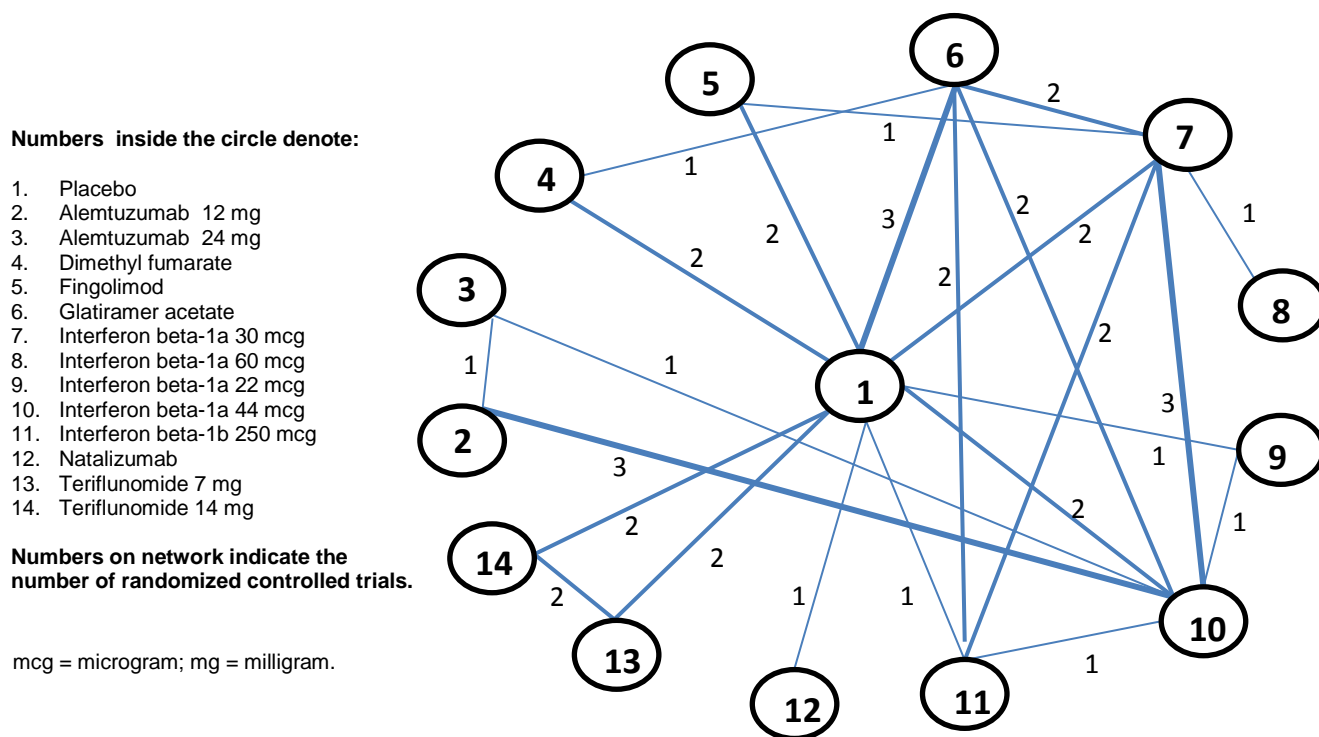 Numbers inside the circle denote:
1. Placebo
2. Alemtuzumab 12 mg
3. Alemtuzumab 24 mg
4. Dimethyl fumarate
5. Fingolimod
6. Glatiramer acetate
7. Interferon beta-1a 30 mcg
8. Interferon beta-1a 60 mcg
9. Interferon beta-1a 22 mcg
10. Interferon beta-1a 44 mcg
11. Interferon beta-1b 250 mcg
12. Natalizumab
13. Teriflunomide 7 mg
14. Teriflunomide 14 mg
Numbers on network indicate the
number of randomized controlled trials.
mcg = microgram; mg = milligram.
6
5
2
7
1
1
4
2
1
3
2
2
2
3
2
8
1
1
2
1
3
2
3
1
9
2
1
2
14
2
1
1
2
10
13
1
12
11